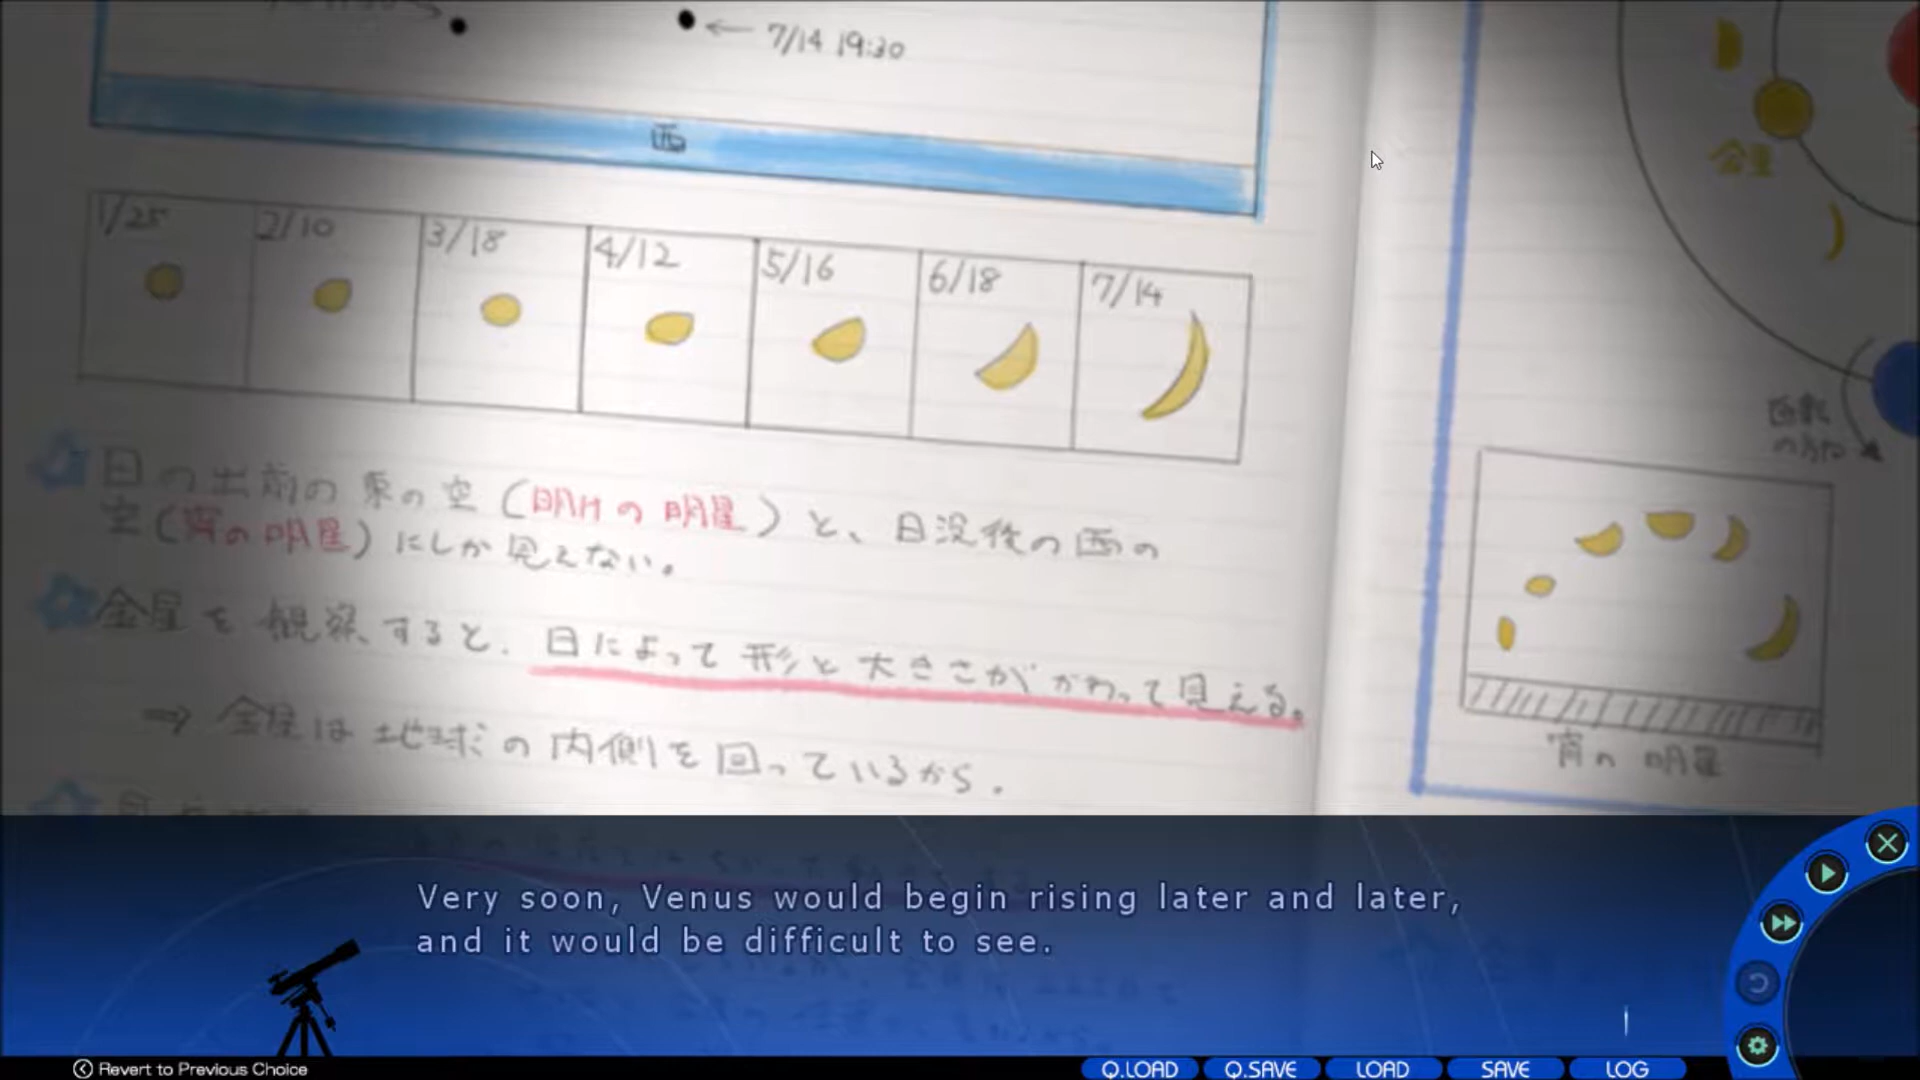 7/14 19:30
西
1/25
2/10
3/18
4/12
5/16
6/18
7/14
日の出前の東の空(明けの明星)と、日没後の西の
空(宵の明星)にしか見えない。
金星を観察すると、日によって形と大きさがかわって見える。
⇒ 金星は地球の内側を回っているから。
金星
回転
宵の明星
Very soon, Venus would begin rising later and later,
and it would be difficult to see.
Revert to Previous Choice
Q.LOAD
Q.SAVE
LOAD
SAVE
LOG